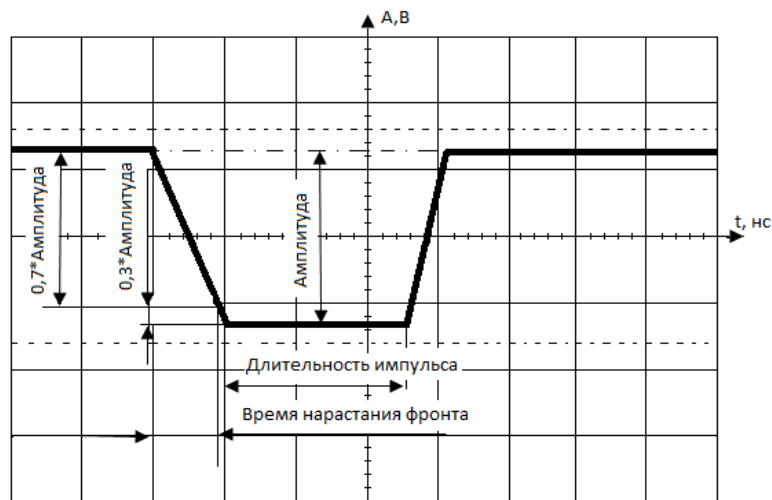 А,В
t, нс
0,7*Амплитуда
0,3*Амплитуда
Амплитуда
Длительность импульса
Время нарастания фронта